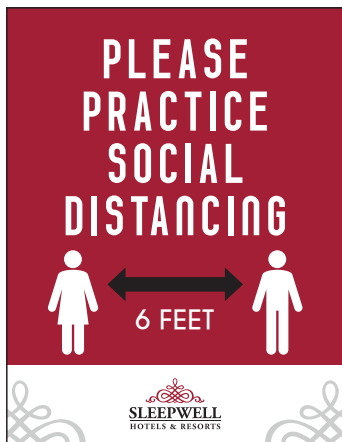 PLEASE
PRACTICE
SOCIAL
DISTANCING
6 FEET
SLEEPWELL
HOTELS & RESORTS